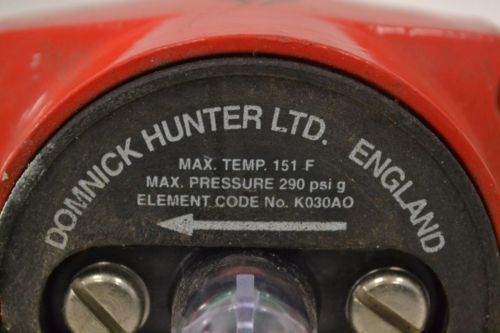 DOMNICK HUNTER LTD. ENGLAND
MAX. TEMP. 151 F
MAX. PRESSURE 290 psi g
ELEMENT CODE No. K030AO